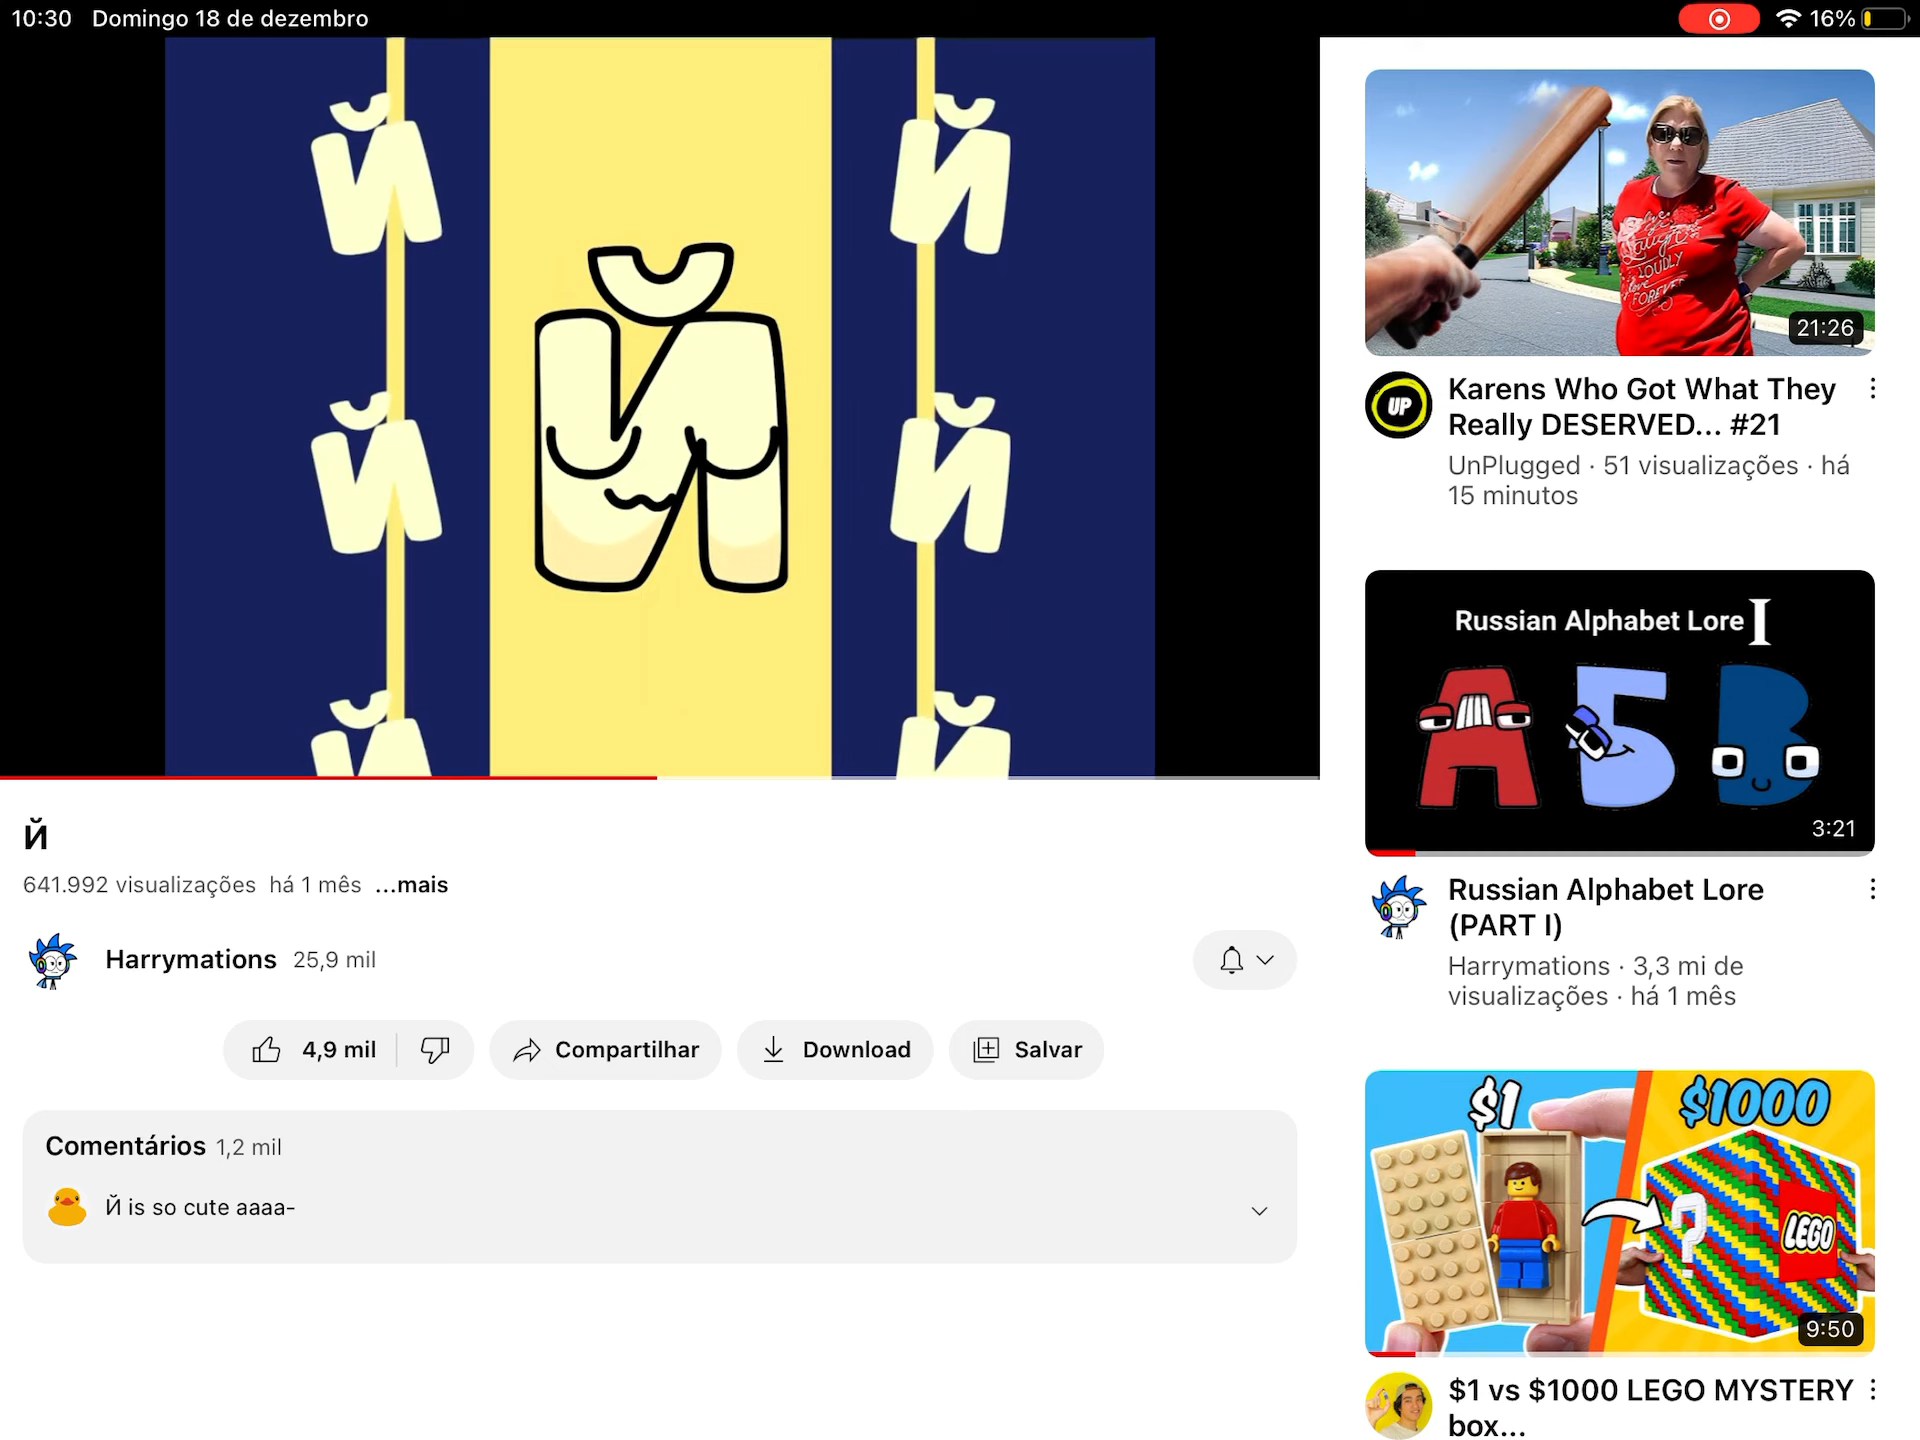 10:30 Domingo 18 de dezembro
16%
Й Й
Й
Й Й
Й Й
Й
641.992 visualizações há 1 mês ...mais
Harrymations 25,9 mil
4,9 mil
Compartilhar
Download
Salvar
Comentários 1,2 mil
Й is so cute aaaa-
LOUDLY
FOREVER
21:26
UP
Karens Who Got What They
Really DESERVED... #21
UnPlugged · 51 visualizações · há
15 minutos
Russian Alphabet Lore I
А Б В
3:21
Russian Alphabet Lore
(PART I)
Harrymations · 3,3 mi de
visualizações · há 1 mês
$1 $1000
?
LEGO
9:50
$1 vs $1000 LEGO MYSTERY
box...